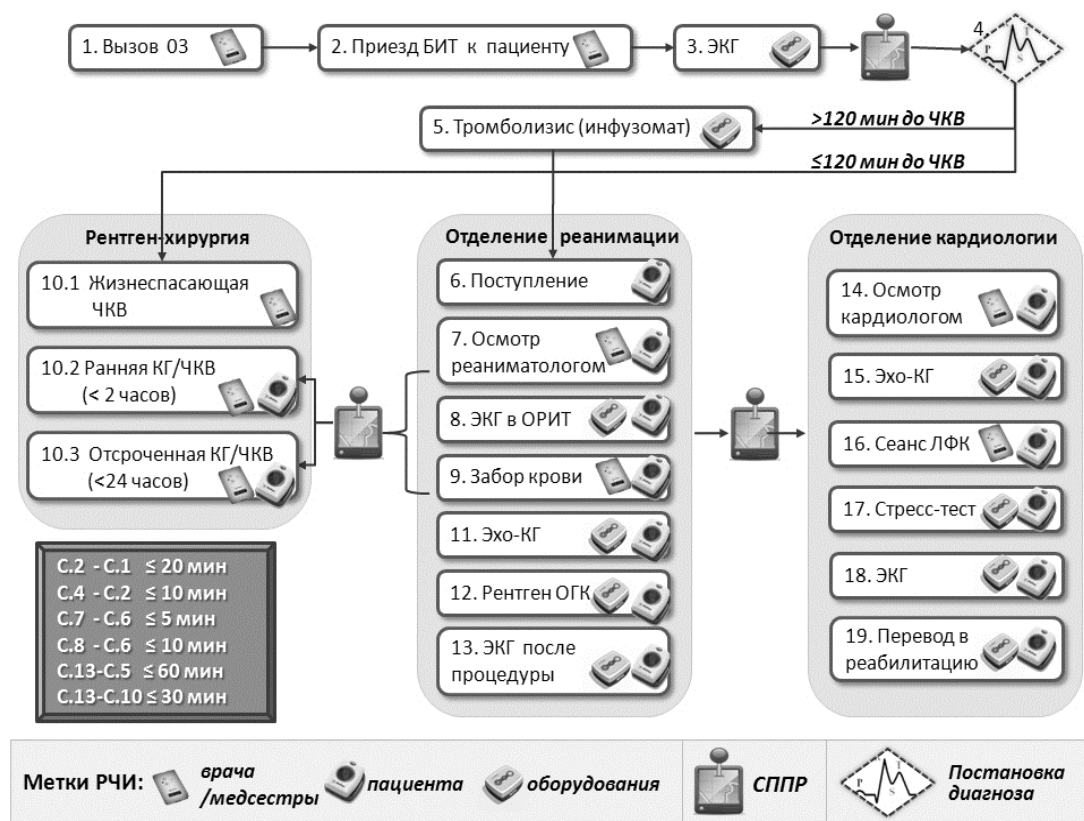 1. Вызов 03
2. Приезд БИТ к пациенту
3. ЭКГ
4.
P
T
S
5. Тромболизис (инфузомат)
>120 мин до ЧКВ
≤120 мин до ЧКВ
Рентген-хирургия
10.1 Жизнеспасающая
ЧКВ
10.2 Ранняя КГ/ЧКВ
(< 2 часов)
10.3 Отсроченная КГ/ЧКВ
(<24 часов)
С.2 - С.1 ≤ 20 мин
С.4 - С.2 ≤ 10 мин
С.7 - С.6 ≤ 5 мин
С.8 - С.6 ≤ 10 мин
С.13-С.5 ≤ 60 мин
С.13-С.10 ≤ 30 мин
Отделение реанимации
6. Поступление
7. Осмотр
реаниматологом
8. ЭКГ в ОРИТ
9. Забор крови
11. Эхо-КГ
12. Рентген ОГК
13. ЭКГ после
процедуры
Отделение кардиологии
14. Осмотр
кардиологом
15. Эхо-КГ
16. Сеанс ЛФК
17. Стресс-тест
18. ЭКГ
19. Перевод в
реабилитацию
Метки РЧИ:
врача
/медсестры
пациента
оборудования
СППР
P
T
S
Постановка
диагноза